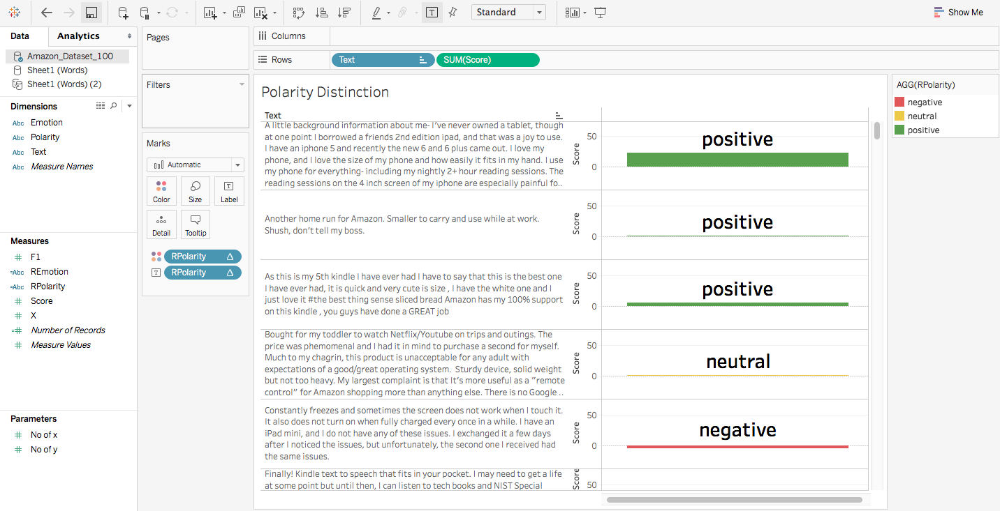 Standard
Show Me
Data
Analytics
Pages
Columns
Amazon_Dataset_100
Sheet1 (Words)
Sheet1 (Words) (2)
Rows
Text
SUM(Score)
Filters
Dimensions
Abc Emotion
Abc Polarity
Abc Text
Abc Measure Names
Marks
Automatic
Color
Size
Label
Detail
Tooltip
RPolarity
RPolarity
Measures
F1
=Abc REmotion
=Abc RPolarity
Score
X
Number of Records
Measure Values
Parameters
No of x
No of y
Polarity Distinction
Text
A little background information about me- I've never owned a tablet, though
at one point I borrowed a friends 2nd edition ipad, and that was a joy to use.
I have an iphone 5 and recently the new 6 and 6 plus came out. I love my
phone, and I love the size of my phone and how easily it fits in my hand. I use
my phone for everything- including my nightly 2+ hour reading sessions. The
reading sessions on the 4 inch screen of my iphone are especially painful fo..
Score
50
0
positive
Another home run for Amazon. Smaller to carry and use while at work.
Shush, don't tell my boss.
Score
50
0
positive
As this is my 5th kindle I have ever had I have to say that this is the best one
I have ever had, it is quick and very cute is size , I have the white one and I
just love it #the best thing sense sliced bread Amazon has my 100% support
on this kindle , you guys have done a GREAT job
Score
50
0
positive
Bought for my toddler to watch Netflix/Youtube on trips and outings. The
price was phemomenal and I had it in mind to purchase a second for myself.
Much to my chagrin, this product is unacceptable for any adult with
expectations of a good/great operating system.  Sturdy device, solid weight
but not too heavy. My largest complaint is that It's more useful as a "remote
control" for Amazon shopping more than anything else. There is no Google ..
Score
50
0
neutral
Constantly freezes and sometimes the screen does not work when I touch it.
It also does not turn on when fully charged every once in a while. I have an
iPad mini, and I do not have any of these issues. I exchanged it a few days
after I noticed the issues, but unfortunately, the second one I received had
the same issues.
Score
50
0
negative
Finally! Kindle text to speech that fits in your pocket. I may need to get a life
at some point but until then, I can listen to tech books and NIST Special
Score
50
AGG(RPolarity)
negative
neutral
positive